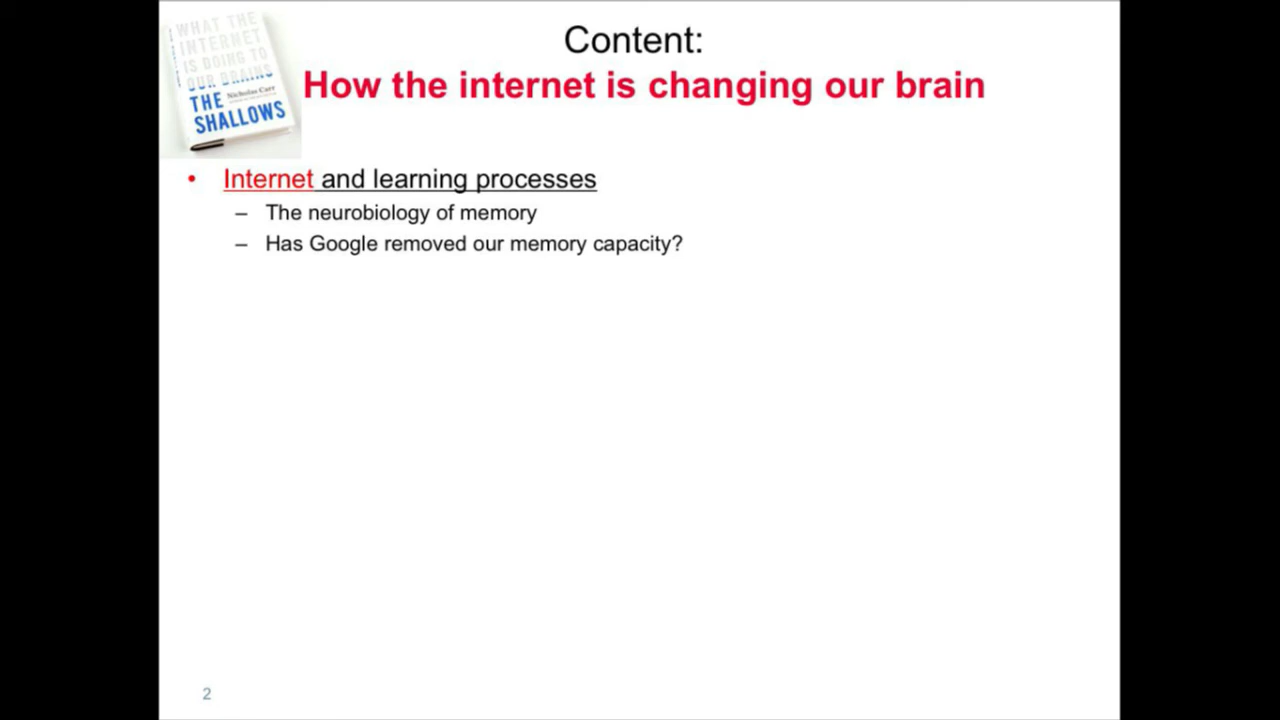 Content:
How the internet is changing our brain
WHAT THE
INTERNET
IS DOING TO
OUR BRAINS
THE
Nicholas Carr
SHALLOWS
• Internet and learning processes
– The neurobiology of memory
– Has Google removed our memory capacity?
2